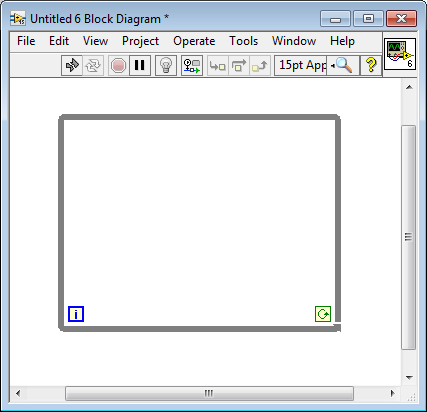 Untitled 6 Block Diagram *
File Edit View Project Operate Tools Window Help
15pt App
?
6
i